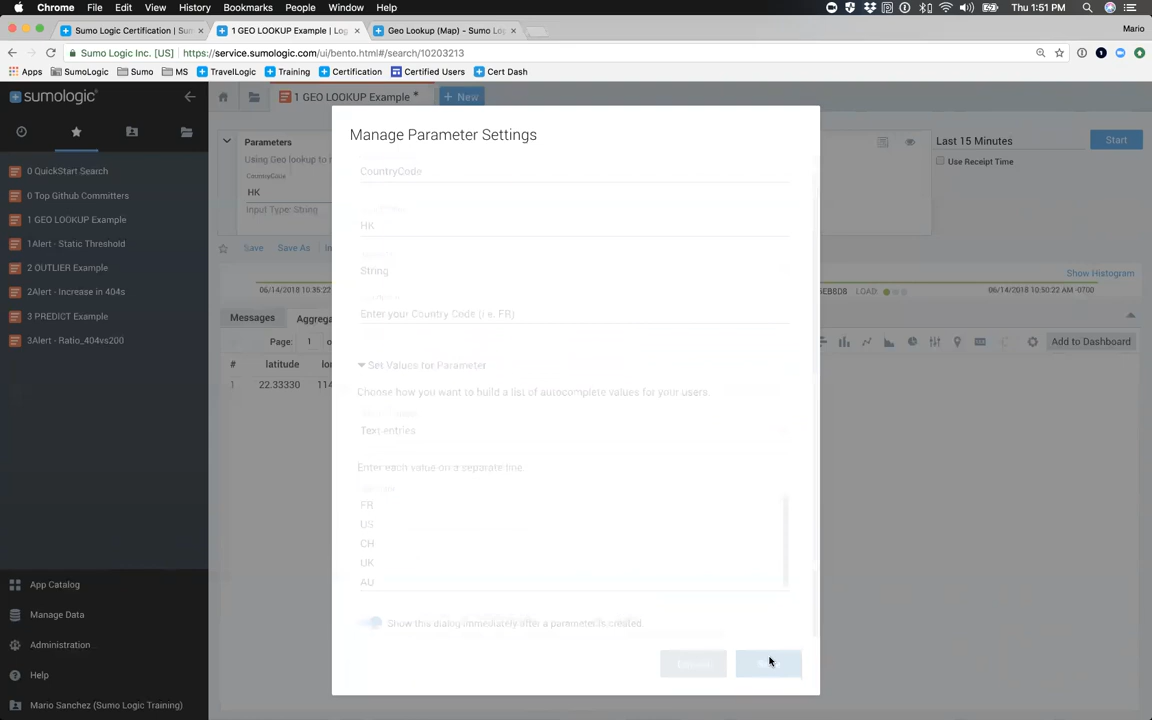 Chrome File Edit View History Bookmarks People Window Help Thu 1:51 PM
Sumo Logic Certification | Sun × 1 GEO LOOKUP Example | Log × Geo Lookup (Map) - Sumo Lo × Mario
Sumo Logic Inc. [US] | https://service.sumologic.com/ui/bento.html#/search/10203213
Apps SumoLogic Sumo MS TravelLogic Training Certification Certified Users Cert Dash
sumologic 1 GEO LOOKUP Example * + New
Manage Parameter Settings
Parameters
Using Geo lookup to
CountryCode
HK
Input Type: String
Last 15 Minutes Start
Use Receipt Time
0 QuickStart Search
0 Top Github Committers
1 GEO LOOKUP Example
1Alert - Static Threshold
2 OUTLIER Example
2Alert - Increase in 404s
3 PREDICT Example
3Alert - Ratio_404vs200
CountryCode
HK
String
Enter your Country Code (i.e. FR)
Set Values for Parameter
Choose how you want to build a list of autocomplete values for your users.
Text entries
Enter each value on a separate line
FR
US
CH
UK
AU
Show this dialog immediately after a parameter is created.
Save Save As
Show Histogram
06/14/2018 10:35:22 LOAD: 06/14/2018 10:50:22 AM -0700
Messages
Page: 1 Add to Dashboard
# latitude
1 22.33330
App Catalog
Manage Data
Administration
Help
Mario Sanchez (Sumo Logic Training)